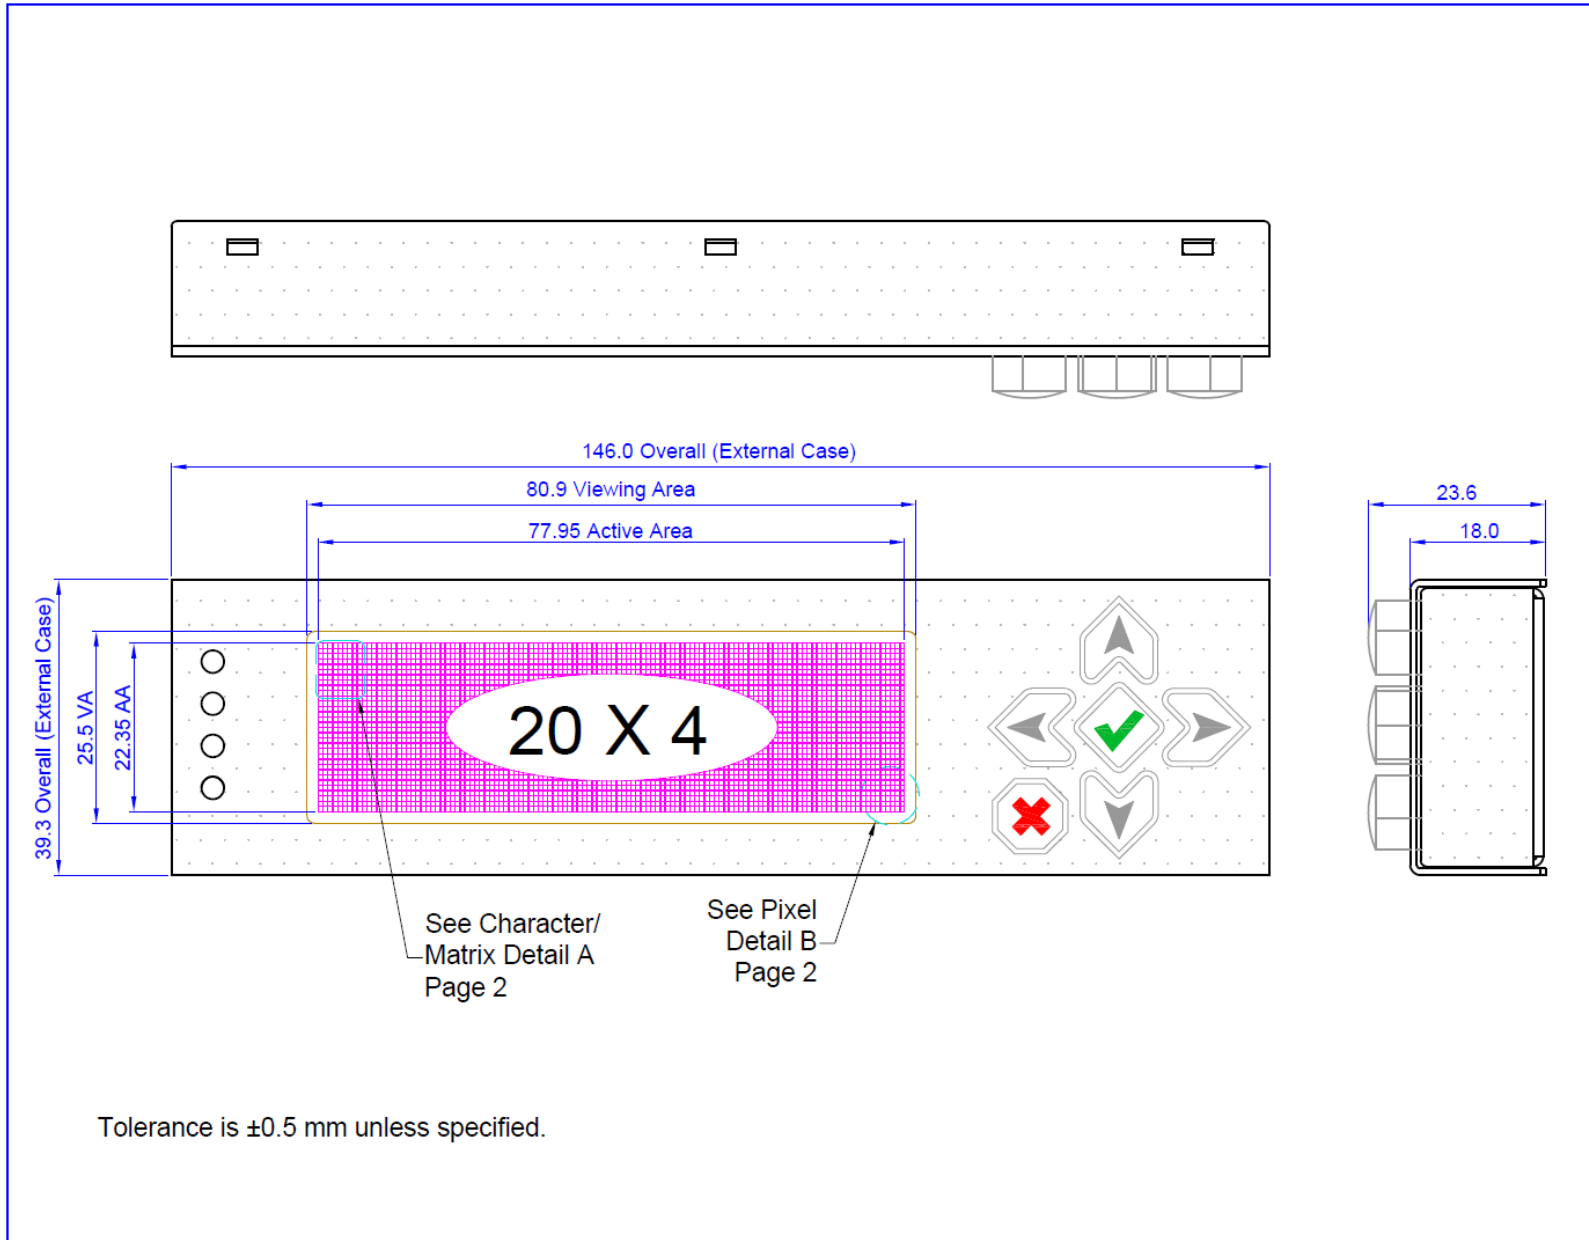 146.0 Overall (External Case)
80.9 Viewing Area
77.95 Active Area
23.6
18.0
39.3 Overall (External Case)
25.5 VA
22.35 AA
20 X 4
See Character/
Matrix Detail A
Page 2
See Pixel
Detail B
Page 2
Tolerance is ±0.5 mm unless specified.